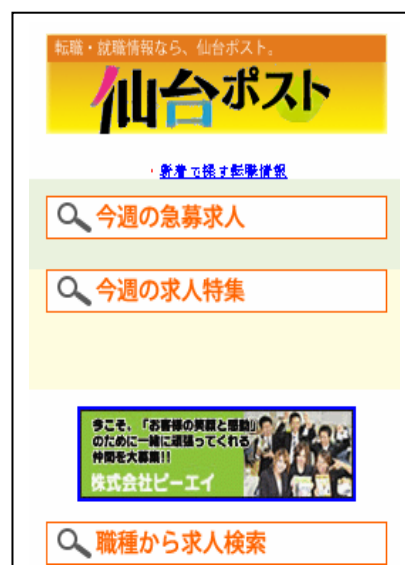 転職・就職情報なら、仙台ポスト。
仙台ポスト
・新着で探す転職情報
今週の急募求人
今週の求人特集
今こそ、「お客様の笑顔と感動」
のために一緒に頑張ってくれる
仲間を大募集!!
株式会社ピーエイ
職種から求人検索